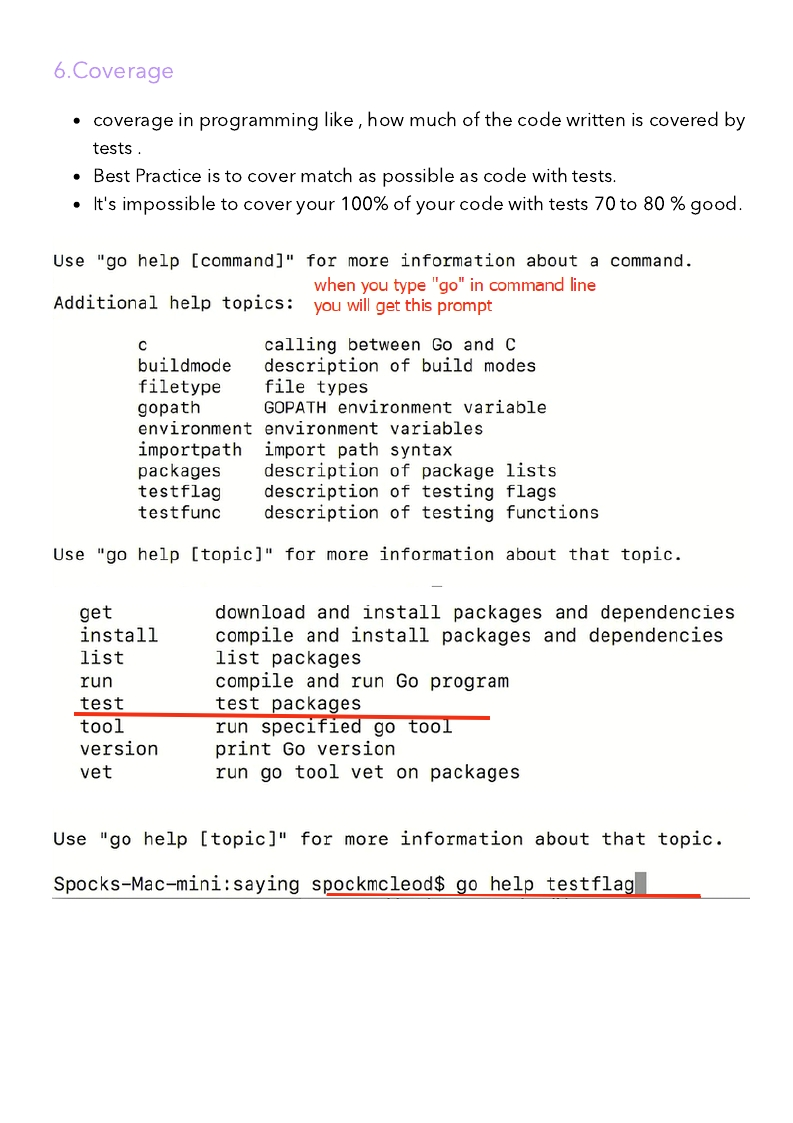 6.Coverage
coverage in programming like , how much of the code written is covered by
tests .
Best Practice is to cover match as possible as code with tests.
It's impossible to cover your 100% of your code with tests 70 to 80 % good.
Use "go help [command]" for more information about a command.
when you type "go" in command line
Additional help topics:
you will get this prompt
c calling between Go and C
buildmode description of build modes
filetype file types
gopath GOPATH environment variable
environment environment variables
importpath import path syntax
packages description of package lists
testflag description of testing flags
testfunc description of testing functions
Use "go help [topic]" for more information about that topic.
get download and install packages and dependencies
install compile and install packages and dependencies
list list packages
run compile and run Go program
test test packages
tool run specified go tool
version print Go version
vet run go tool vet on packages
Use "go help [topic]" for more information about that topic.
Spocks-Mac-mini:saying spockmcleod$ go help testflag